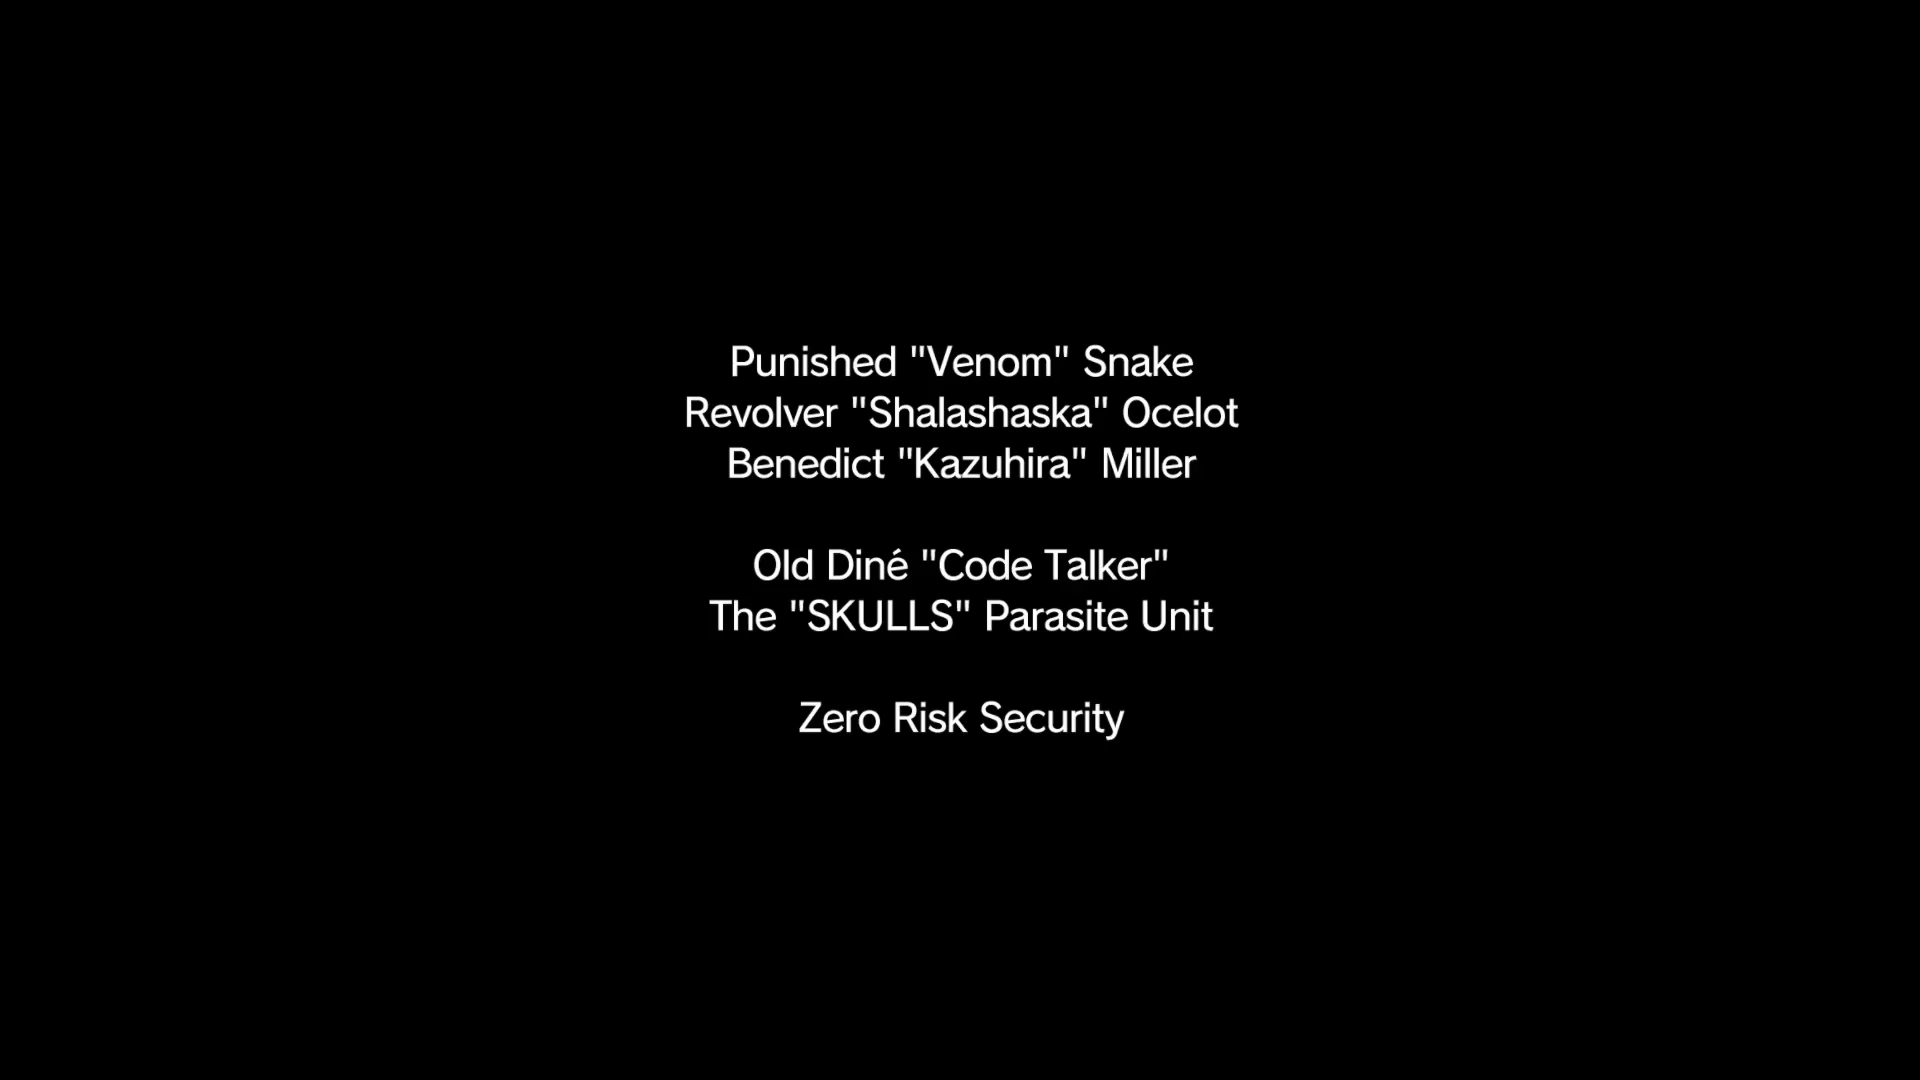 Punished "Venom" Snake
Revolver "Shalashaska" Ocelot
Benedict "Kazuhira" Miller
Old Diné "Code Talker"
The "SKULLS" Parasite Unit
Zero Risk Security